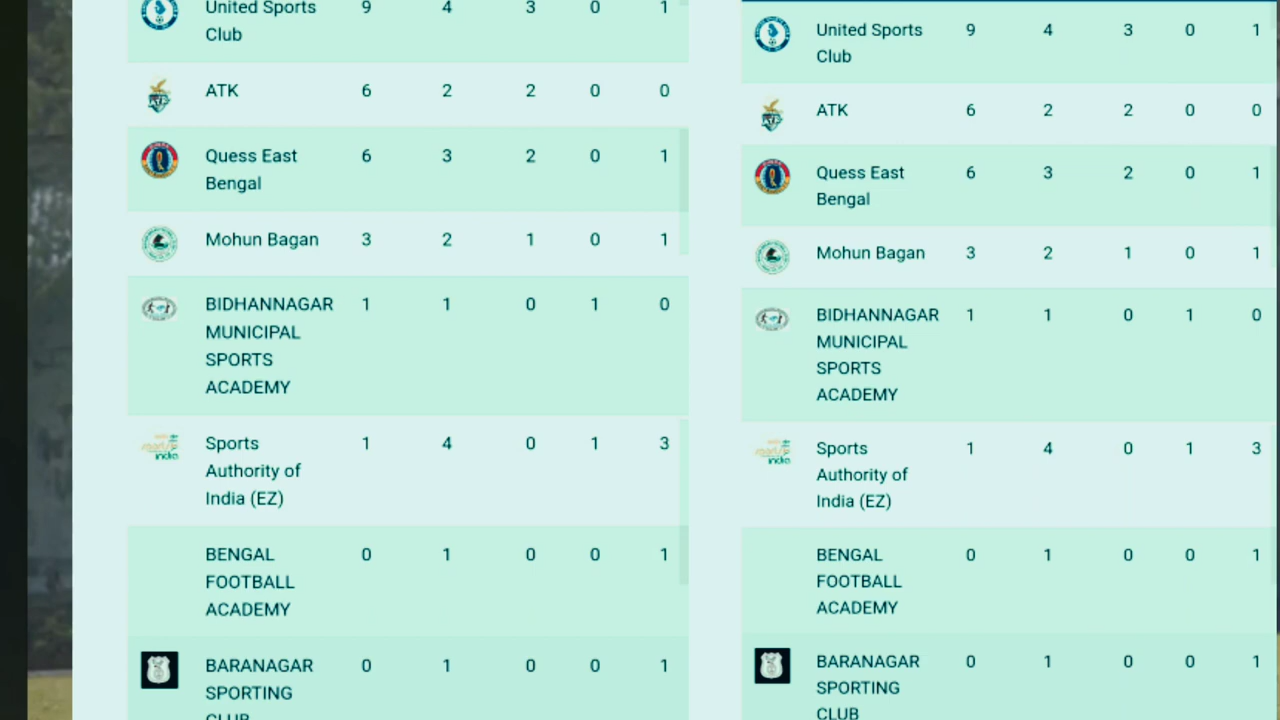 United Sports 9 4 3 0 1
Club
ATK 6 2 2 0 0
Quess East 6 3 2 0 1
Bengal
Mohun Bagan 3 2 1 0 1
BIDHANNAGAR 1 1 0 1 0
MUNICIPAL
SPORTS
ACADEMY
Sports 1 4 0 1 3
Authority of
India (EZ)
BENGAL 0 1 0 0 1
FOOTBALL
ACADEMY
BARANAGAR 0 1 0 0 1
SPORTING
CLUB
United Sports 9 4 3 0 1
Club
ATK 6 2 2 0 0
Quess East 6 3 2 0 1
Bengal
Mohun Bagan 3 2 1 0 1
BIDHANNAGAR 1 1 0 1 0
MUNICIPAL
SPORTS
ACADEMY
Sports 1 4 0 1 3
Authority of
India (EZ)
BENGAL 0 1 0 0 1
FOOTBALL
ACADEMY
BARANAGAR 0 1 0 0 1
SPORTING
CLUB